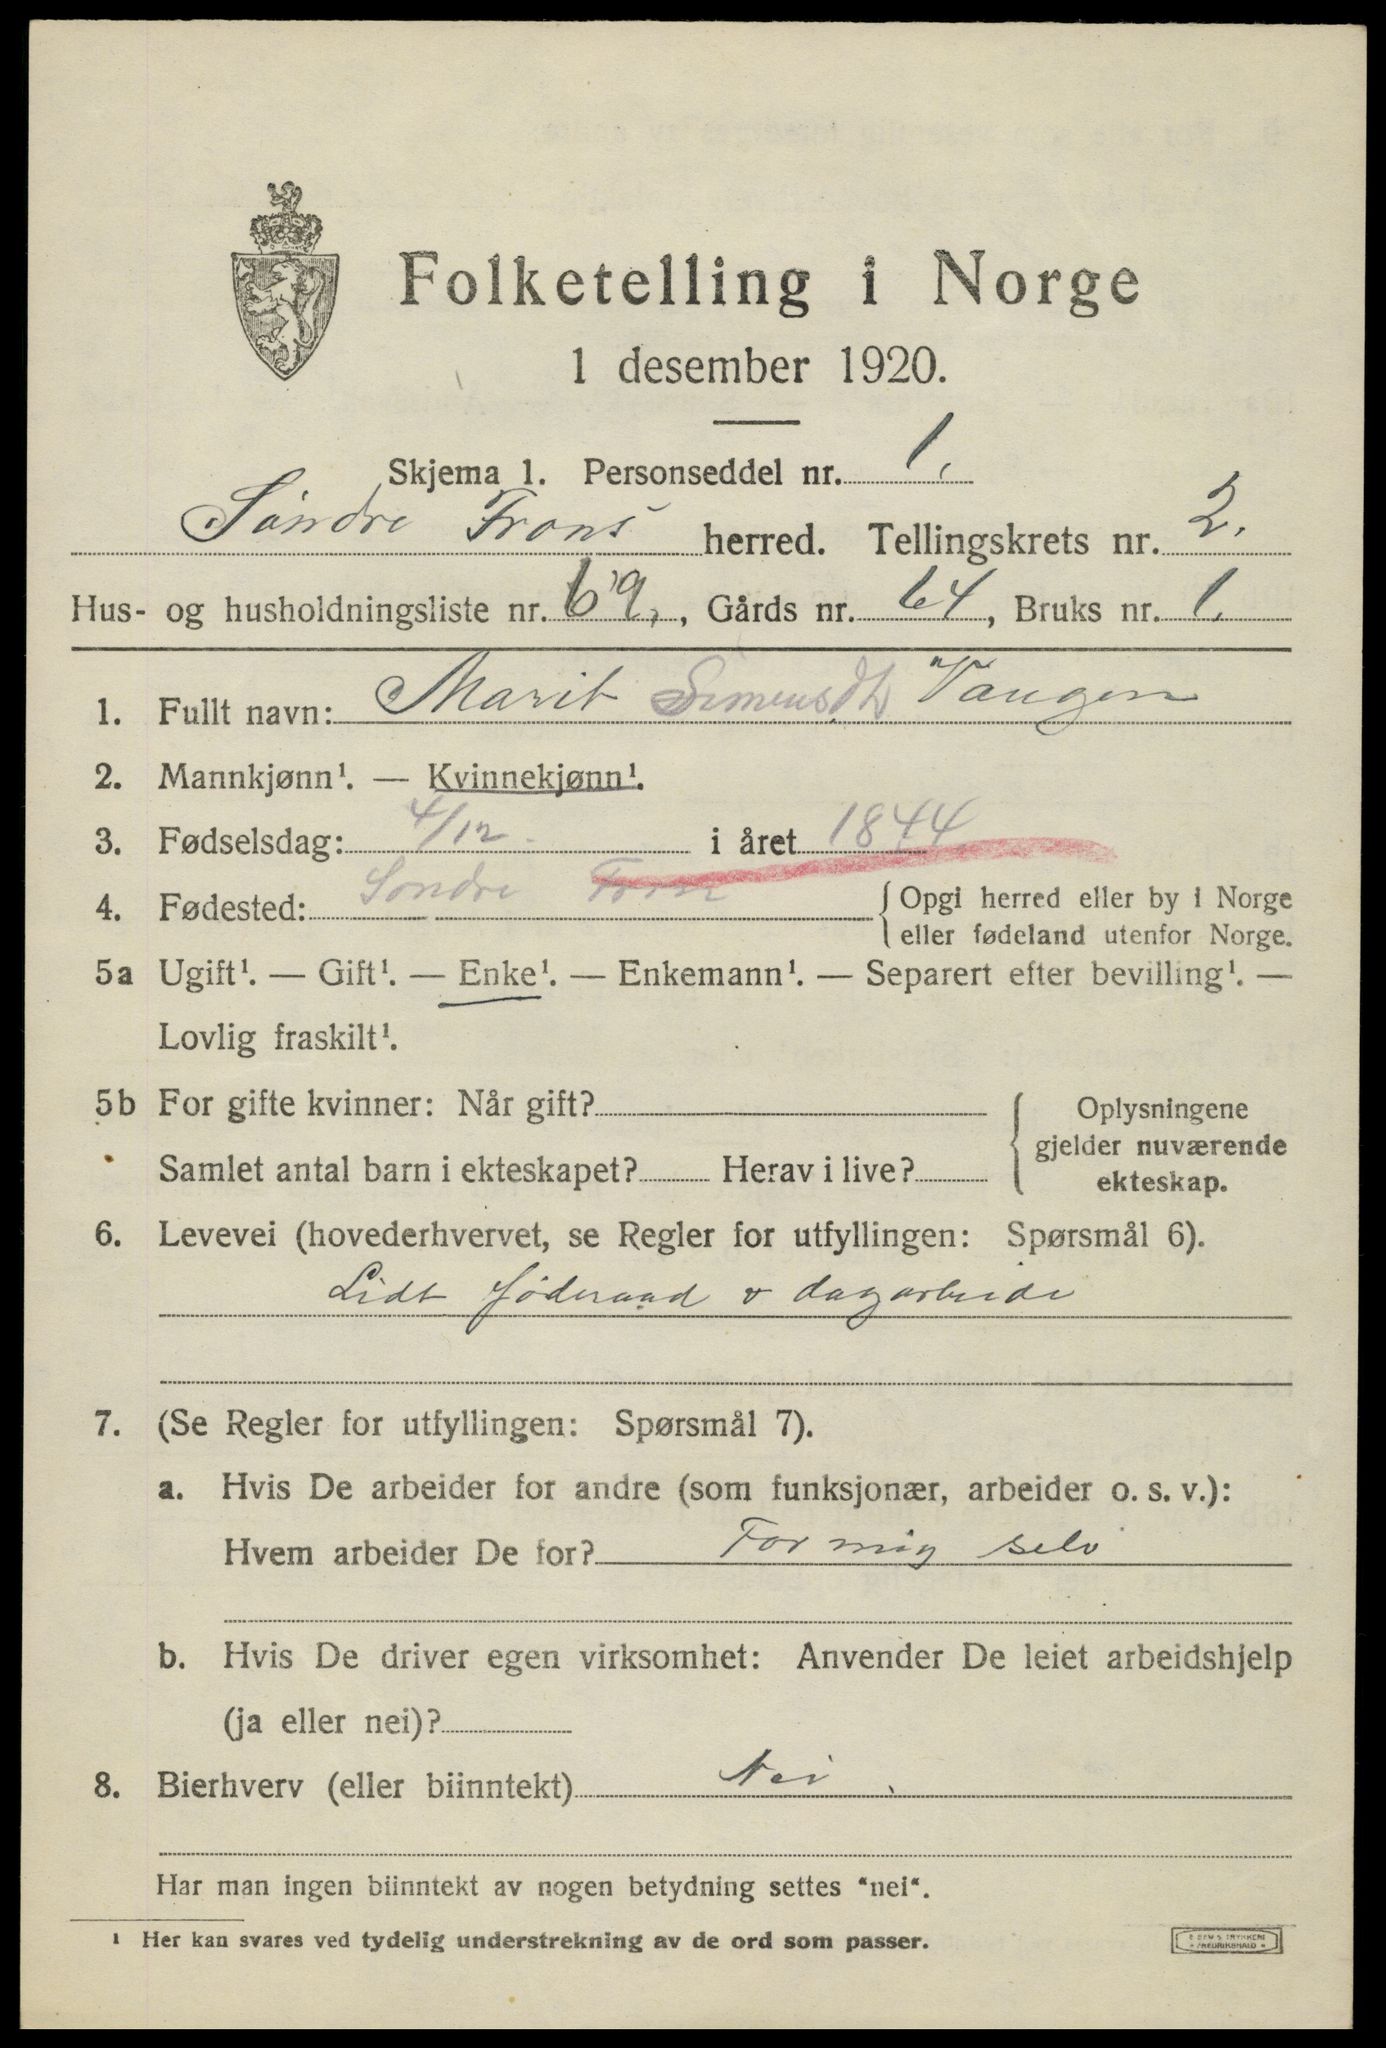 Folketelling i Norge
1 desember 1920.
Skjema 1. Personseddel nr. 1.
Søndre Frons herred. Tellingskrets nr. 2.
Hus- og husholdningsliste nr. 69, Gårds nr. 64, Bruks nr. 1.
1. Fullt navn: Marit Simensdtr Vangen
2. Mannkjønn¹. — Kvinnekjønn¹.
3. Fødselsdag: 4/12 i året 1844
4. Fødested: Søndre Fron {Opgi herred eller by i Norge
eller fødeland utenfor Norge.
5a Ugift¹. — Gift¹. — Enke¹. — Enkemann¹. — Separert efter bevilling¹. —
Lovlig fraskilt¹.
5b For gifte kvinner: Når gift?
Samlet antal barn i ekteskapet? Herav i live?
{Oplysningene
gjelder nuværende
ekteskap.
6. Levevei (hovederhvervet, se Regler for utfyllingen: Spørsmål 6).
Lidt føderaad & dagarbeide
7. (Se Regler for utfyllingen: Spørsmål 7).
a. Hvis De arbeider for andre (som funksjonær, arbeider o. s. v.):
Hvem arbeider De for? For mig selv
b. Hvis De driver egen virksomhet: Anvender De leiet arbeidshjelp
(ja eller nei)?
8. Bierhverv (eller biinntekt) Nei.
Har man ingen biinntekt av nogen betydning settes "nei".
¹ Her kan svares ved tydelig understrekning av de ord som passer.